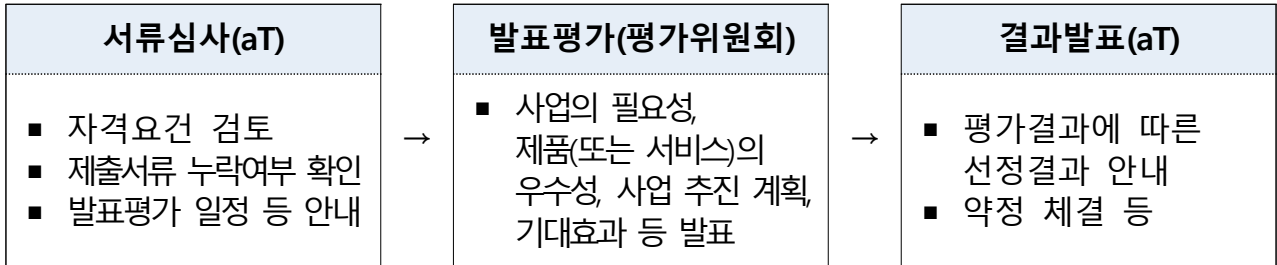 서류심사(aT)
■ 자격요건 검토
■ 제출서류 누락여부 확인
■ 발표평가 일정 등 안내
→
발표평가(평가위원회)
■ 사업의 필요성,
제품(또는 서비스)의
우수성, 사업 추진 계획,
기대효과 등 발표
→
결과발표(aT)
■ 평가결과에 따른
선정결과 안내
■ 약정 체결 등